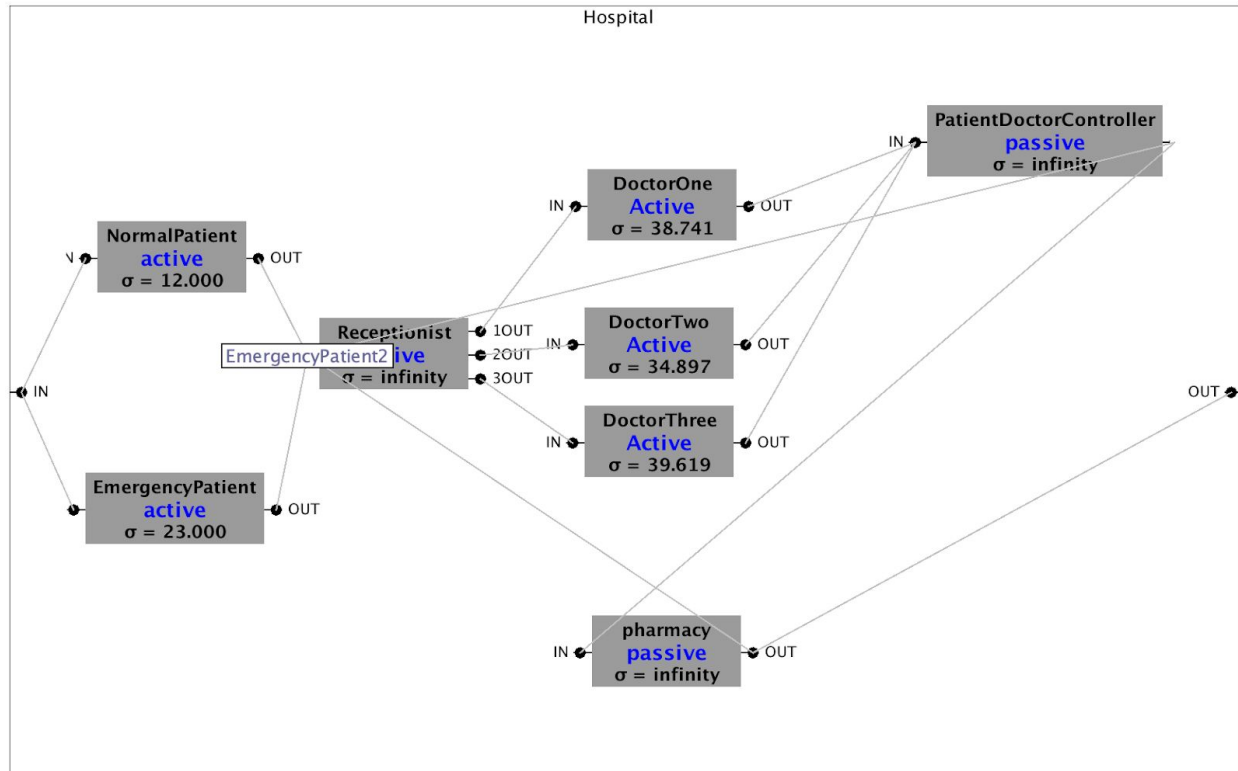 Hospital
PatientDoctorController
IN
passive
σ = infinity
DoctorOne
IN
Active
OUT
σ = 38.741
NormalPatient
active
OUT
σ = 12.000
Receptionist
1OUT
2OUT
3OUT
σ = infinity
EmergencyPatient2
DoctorTwo
IN
Active
OUT
σ = 34.897
IN
OUT
DoctorThree
IN
Active
OUT
σ = 39.619
EmergencyPatient
active
OUT
σ = 23.000
pharmacy
IN
passive
OUT
σ = infinity